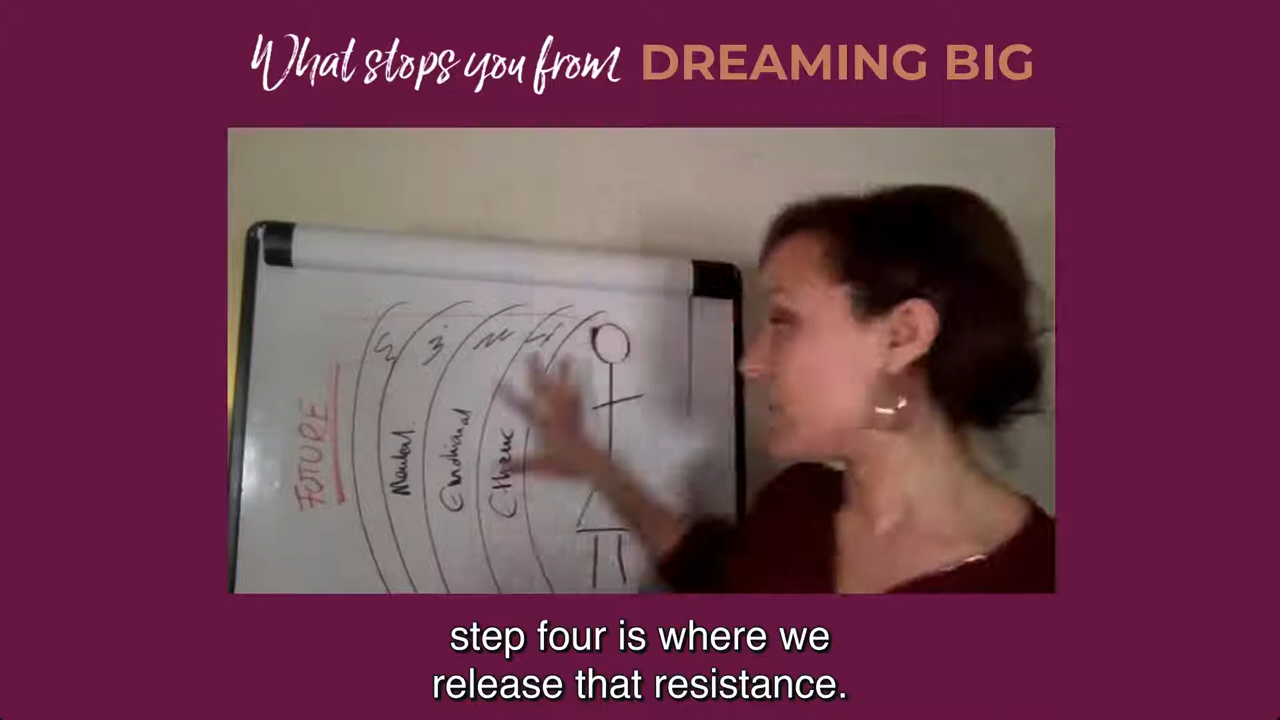 What stops you from DREAMING BIG
FUTURE
Mental
Emotional
Etheric
step four is where we
release that resistance.